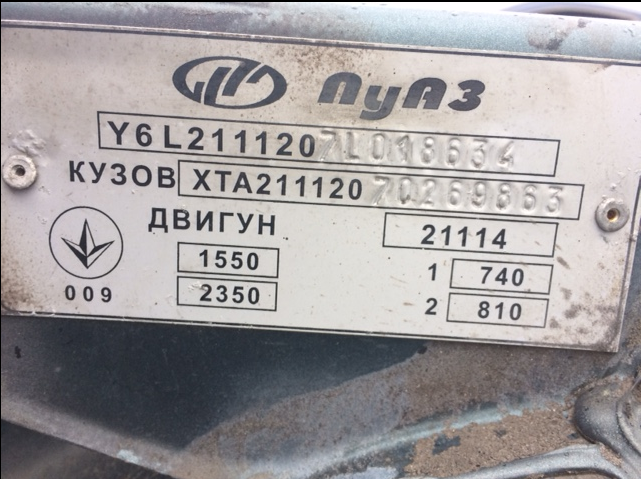 ЛуАЗ
Y6L2111207L018634
КУЗОВ XTA21112070269863
ДВИГУН 21114
1550 1 740
2350 2 810
009